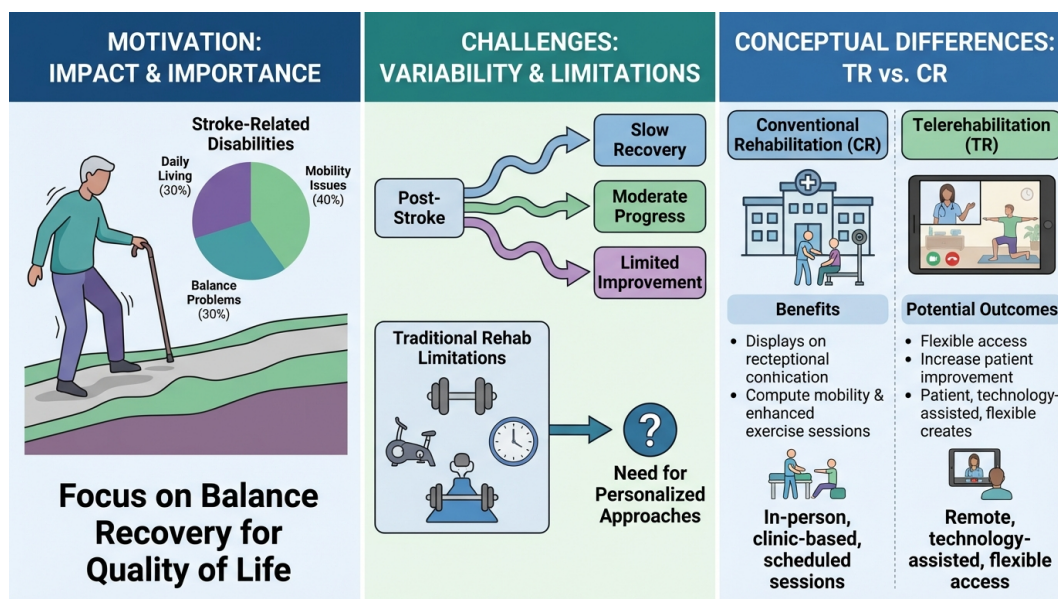 MOTIVATION:
IMPACT & IMPORTANCE
Stroke-Related
Disabilities
Daily
Living
(30%)
Mobility
Issues
(40%)
Balance
Problems
(30%)
Focus on Balance
Recovery for
Quality of Life
CHALLENGES:
VARIABILITY & LIMITATIONS
Post-
Stroke
Slow
Recovery
Moderate
Progress
Limited
Improvement
Traditional Rehab
Limitations
?
Need for
Personalized
Approaches
CONCEPTUAL DIFFERENCES:
TR vs. CR
Conventional
Rehabilitation (CR)
Benefits
• Displays on
recteptional
conhication
• Compute mobility &
enhanced
exercise sessions
In-person,
clinic-based,
scheduled
sessions
Telerehabilitation
(TR)
Potential Outcomes
• Flexible access
• Increase patient
improvement
• Patient, technology-
assisted, flexible
creates
Remote,
technology-
assisted, flexible
access